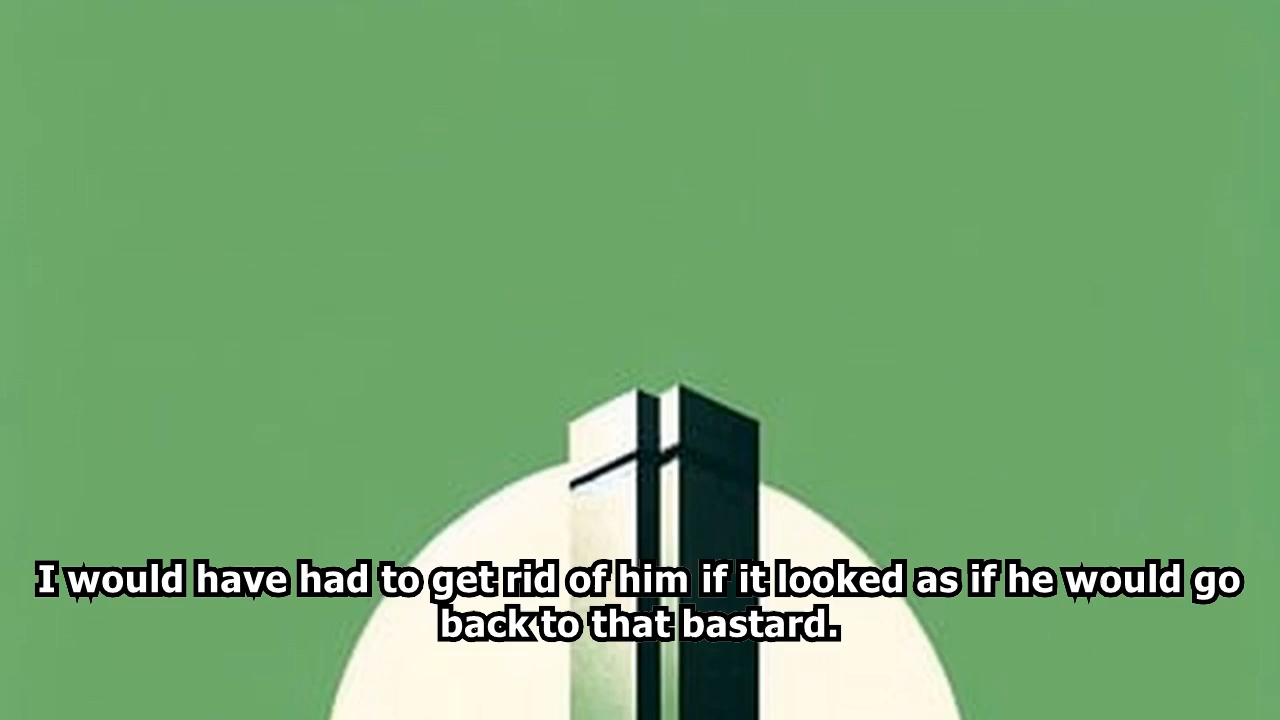 I would have had to get rid of him if it looked as if he would go
back to that bastard.